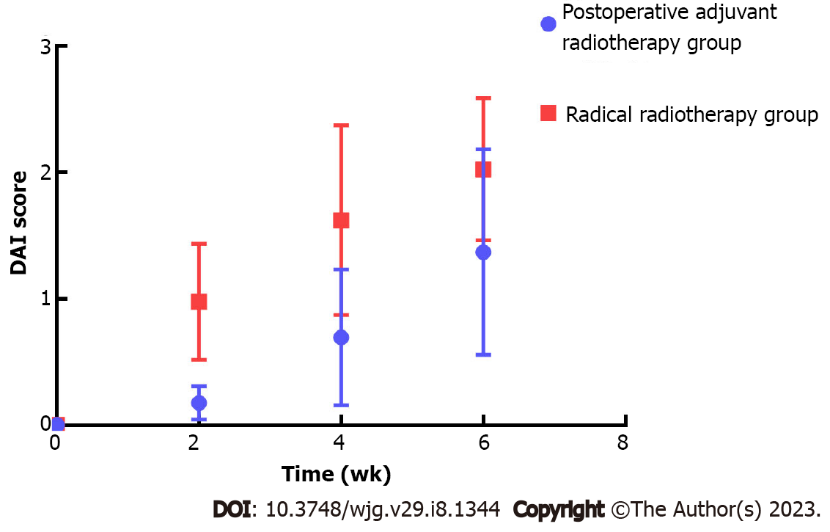 Postoperative adjuvant
radiotherapy group
Radical radiotherapy group
3
2
1
0
DAI score
0 2 4 6 8
Time (wk)
DOI: 10.3748/wjg.v29.i8.1344 Copyright ©The Author(s) 2023.